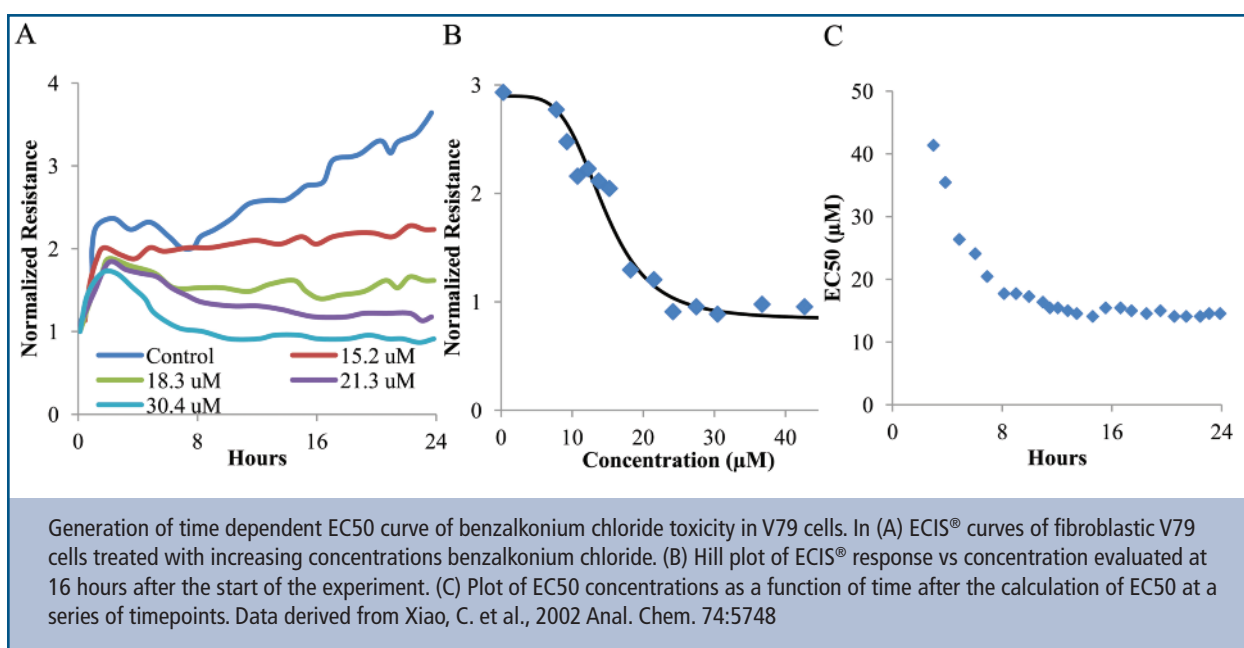 A
B
C
Normalized Resistance
4
3
2
1
0
Control
15.2 uM
18.3 uM
21.3 uM
30.4 uM
0
8
16
24
Hours
Normalized Resistance
3
2
1
0
0
10
20
30
40
Concentration (µM)
EC50 (µM)
50
40
30
20
10
0
0
8
16
24
Hours
Generation of time dependent EC50 curve of benzalkonium chloride toxicity in V79 cells. In (A) ECIS® curves of fibroblastic V79
cells treated with increasing concentrations benzalkonium chloride. (B) Hill plot of ECIS® response vs concentration evaluated at
16 hours after the start of the experiment. (C) Plot of EC50 concentrations as a function of time after the calculation of EC50 at a
series of timepoints. Data derived from Xiao, C. et al., 2002 Anal. Chem. 74:5748